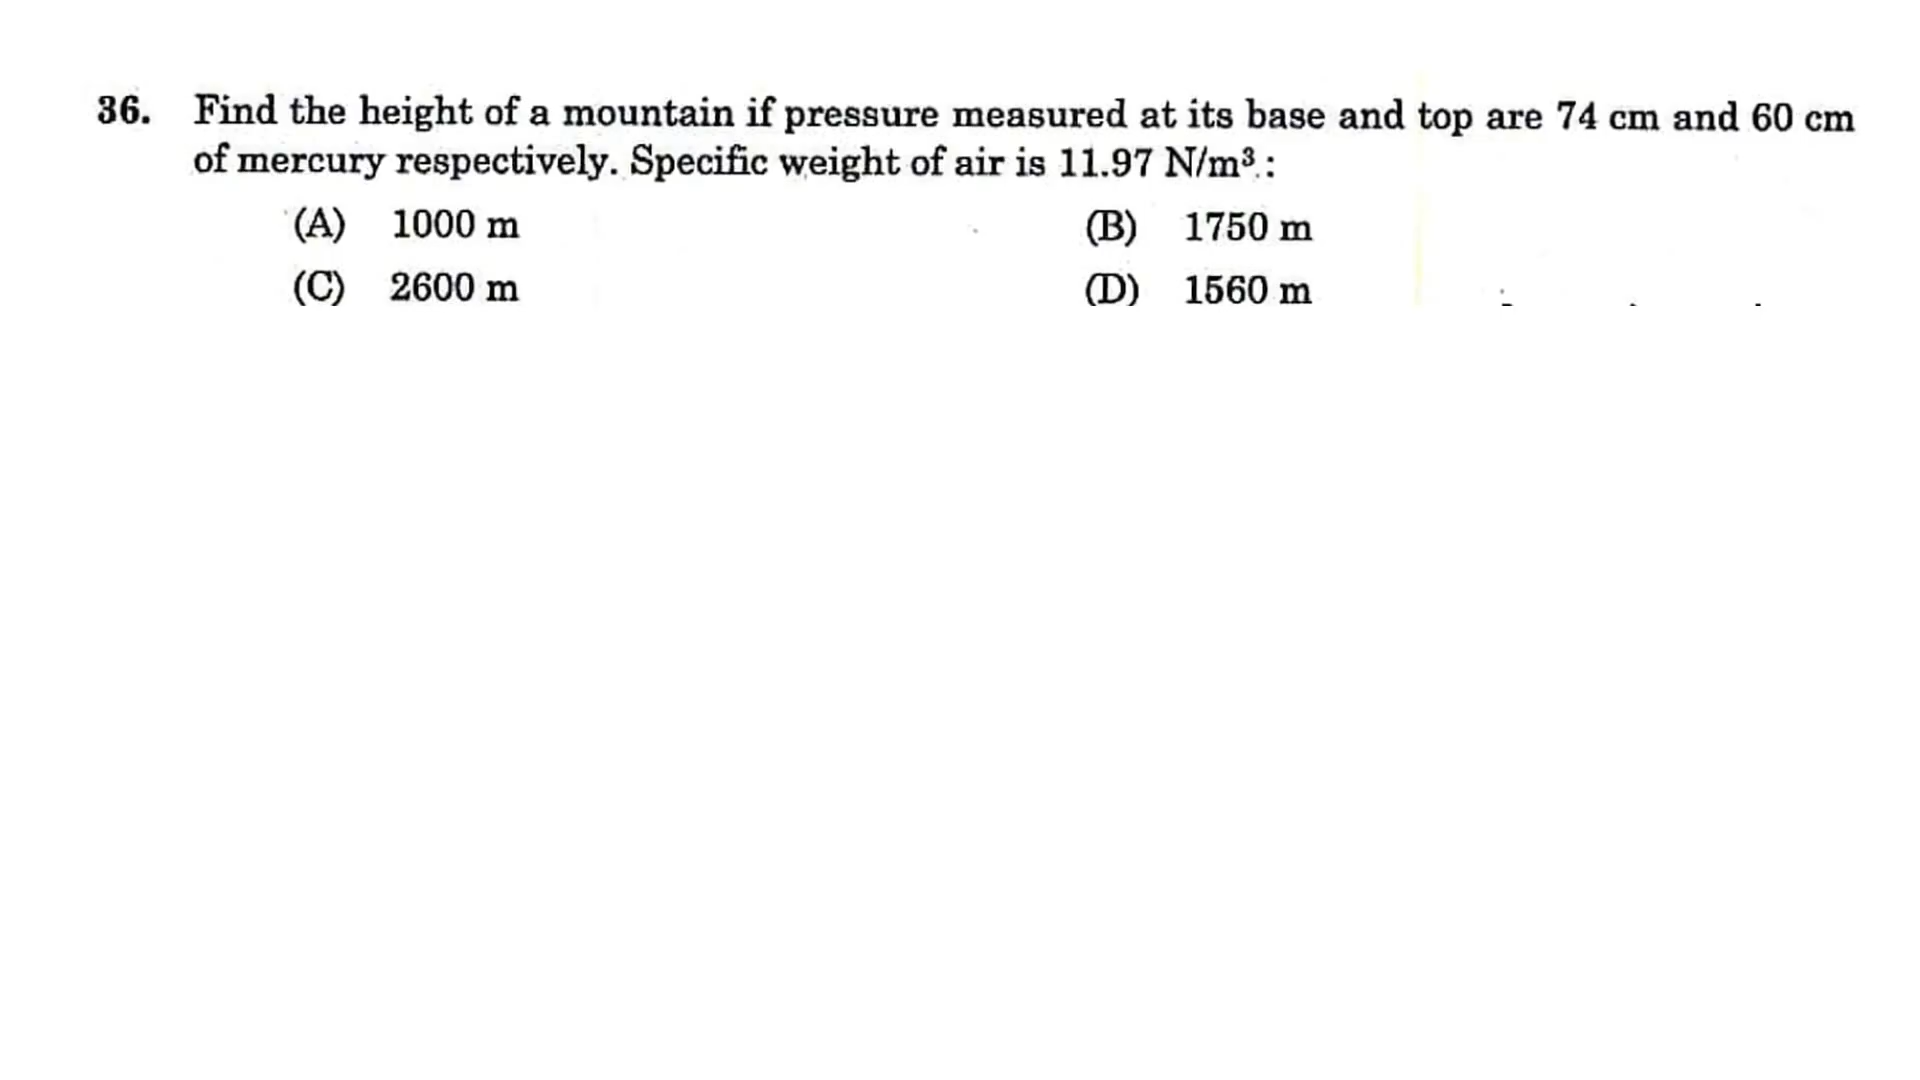 36. Find the height of a mountain if pressure measured at its base and top are 74 cm and 60 cm
of mercury respectively. Specific weight of air is 11.97 N/m³ :
(A) 1000 m (B) 1750 m
(C) 2600 m (D) 1560 m